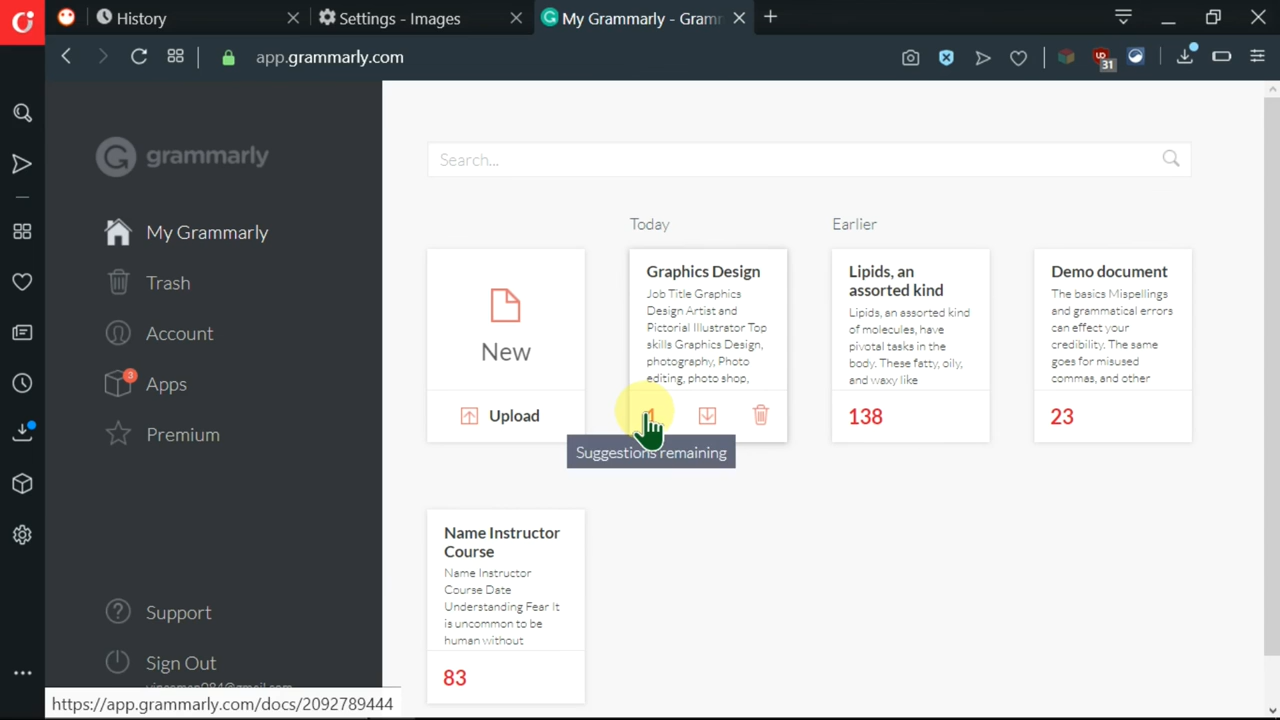 History
Settings - Images
My Grammarly - Gramm
app.grammarly.com
31
grammarly
My Grammarly
Trash
Account
3
Apps
Premium
Support
Sign Out
https://app.grammarly.com/docs/2092789444
Search...
Today
Earlier
New
Upload
Graphics Design
Job Title Graphics
Design Artist and
Pictorial Illustrator Top
skills Graphics Design,
photography, Photo
editing, photo shop,
Suggestions remaining
Lipids, an
assorted kind
Lipids, an assorted kind
of molecules, have
pivotal tasks in the
body. These fatty, oily,
and waxy like
138
Demo document
The basics Mispellings
and grammatical errors
can effect your
credibility. The same
goes for misused
commas, and other
23
Name Instructor
Course
Name Instructor
Course Date
Understanding Fear It
is uncommon to be
human without
83